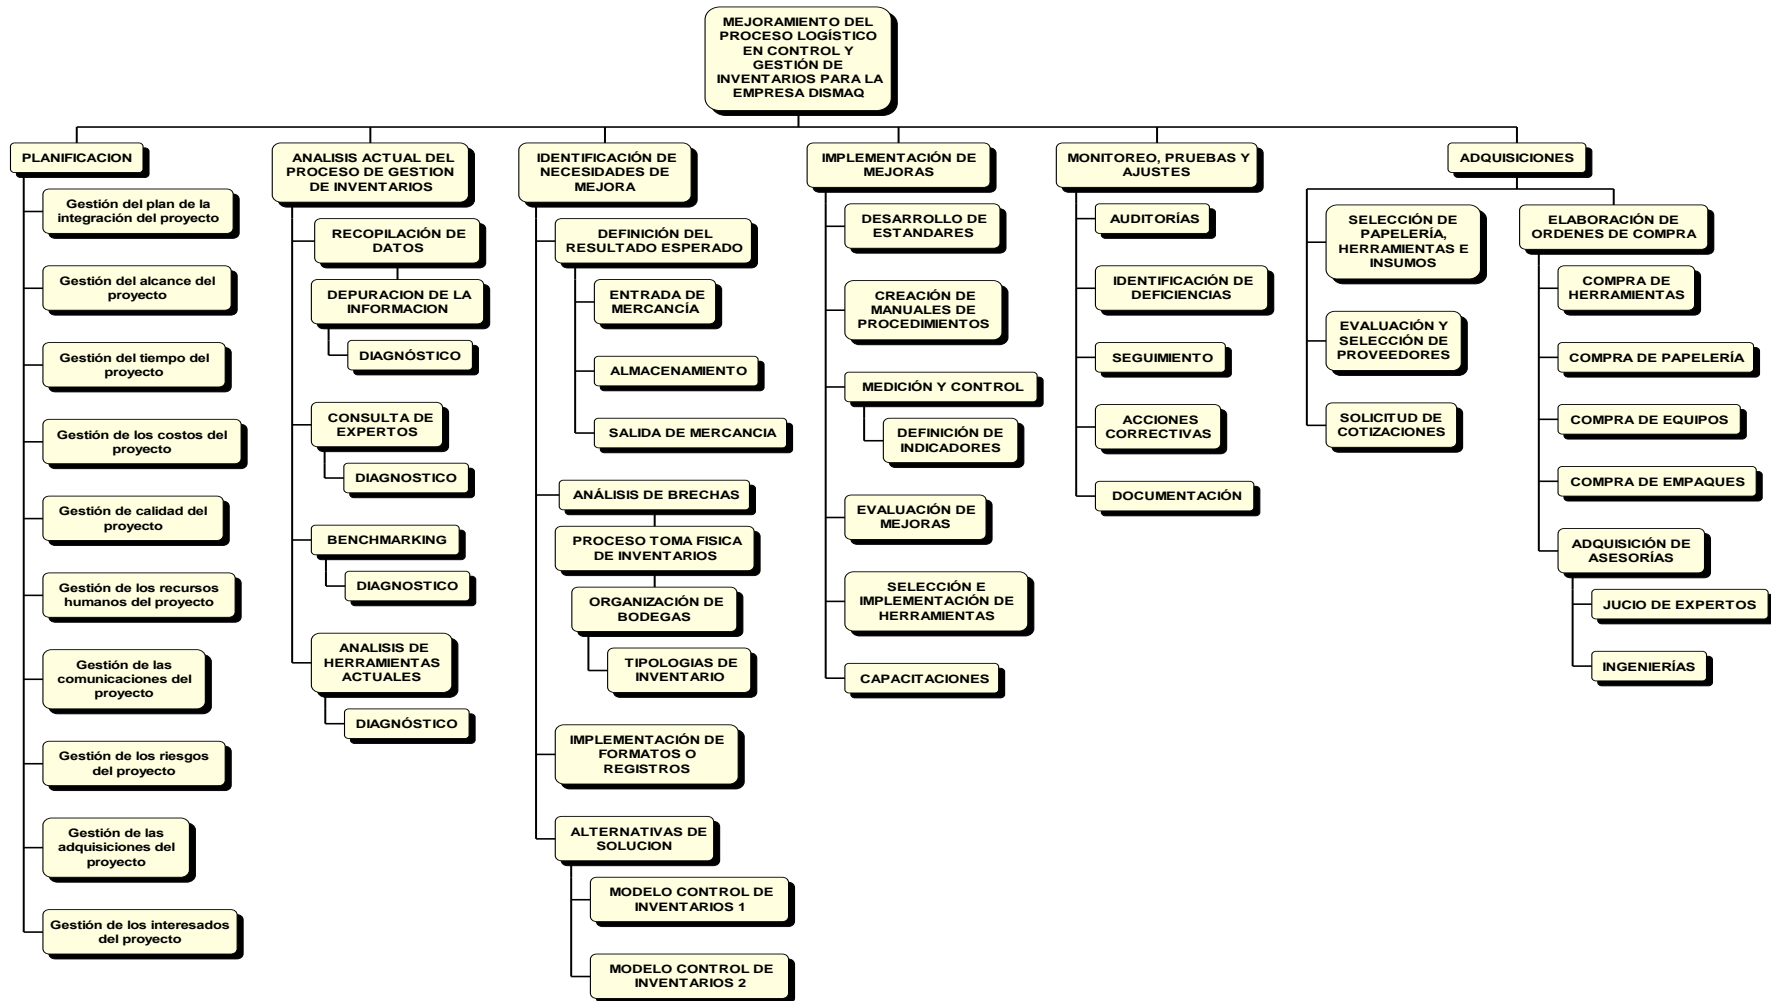 MEJORAMIENTO DEL
PROCESO LOGÍSTICO
EN CONTROL Y
GESTIÓN DE
INVENTARIOS PARA LA
EMPRESA DISMAQ
PLANIFICACION
Gestión del plan de la
integración del proyecto
Gestión del alcance del
proyecto
Gestión del tiempo del
proyecto
Gestión de los costos del
proyecto
Gestión de calidad del
proyecto
Gestión de los recursos
humanos del proyecto
Gestión de las
comunicaciones del
proyecto
Gestión de los riesgos
del proyecto
Gestión de las
adquisiciones del
proyecto
Gestión de los interesados
del proyecto
ANALISIS ACTUAL DEL
PROCESO DE GESTION
DE INVENTARIOS
RECOPILACIÓN DE
DATOS
DEPURACION DE LA
INFORMACION
DIAGNÓSTICO
CONSULTA DE
EXPERTOS
DIAGNOSTICO
BENCHMARKING
DIAGNOSTICO
ANALISIS DE
HERRAMIENTAS
ACTUALES
DIAGNÓSTICO
IDENTIFICACIÓN DE
NECESIDADES DE
MEJORA
DEFINICIÓN DEL
RESULTADO ESPERADO
ENTRADA DE
MERCANCÍA
ALMACENAMIENTO
SALIDA DE MERCANCIA
ANÁLISIS DE BRECHAS
PROCESO TOMA FISICA
DE INVENTARIOS
ORGANIZACIÓN DE
BODEGAS
TIPOLOGIAS DE
INVENTARIO
IMPLEMENTACIÓN DE
FORMATOS O
REGISTROS
ALTERNATIVAS DE
SOLUCION
MODELO CONTROL DE
INVENTARIOS 1
MODELO CONTROL DE
INVENTARIOS 2
IMPLEMENTACIÓN DE
MEJORAS
DESARROLLO DE
ESTANDARES
CREACIÓN DE
MANUALES DE
PROCEDIMIENTOS
MEDICIÓN Y CONTROL
DEFINICIÓN DE
INDICADORES
EVALUACIÓN DE
MEJORAS
SELECCIÓN E
IMPLEMENTACIÓN DE
HERRAMIENTAS
CAPACITACIONES
MONITOREO, PRUEBAS Y
AJUSTES
AUDITORÍAS
IDENTIFICACIÓN DE
DEFICIENCIAS
SEGUIMIENTO
ACCIONES
CORRECTIVAS
DOCUMENTACIÓN
ADQUISICIONES
SELECCIÓN DE
PAPELERÍA,
HERRAMIENTAS E
INSUMOS
EVALUACIÓN Y
SELECCIÓN DE
PROVEEDORES
SOLICITUD DE
COTIZACIONES
ELABORACIÓN DE
ORDENES DE COMPRA
COMPRA DE
HERRAMIENTAS
COMPRA DE PAPELERÍA
COMPRA DE EQUIPOS
COMPRA DE EMPAQUES
ADQUISICIÓN DE
ASESORÍAS
JUCIO DE EXPERTOS
INGENIERÍAS